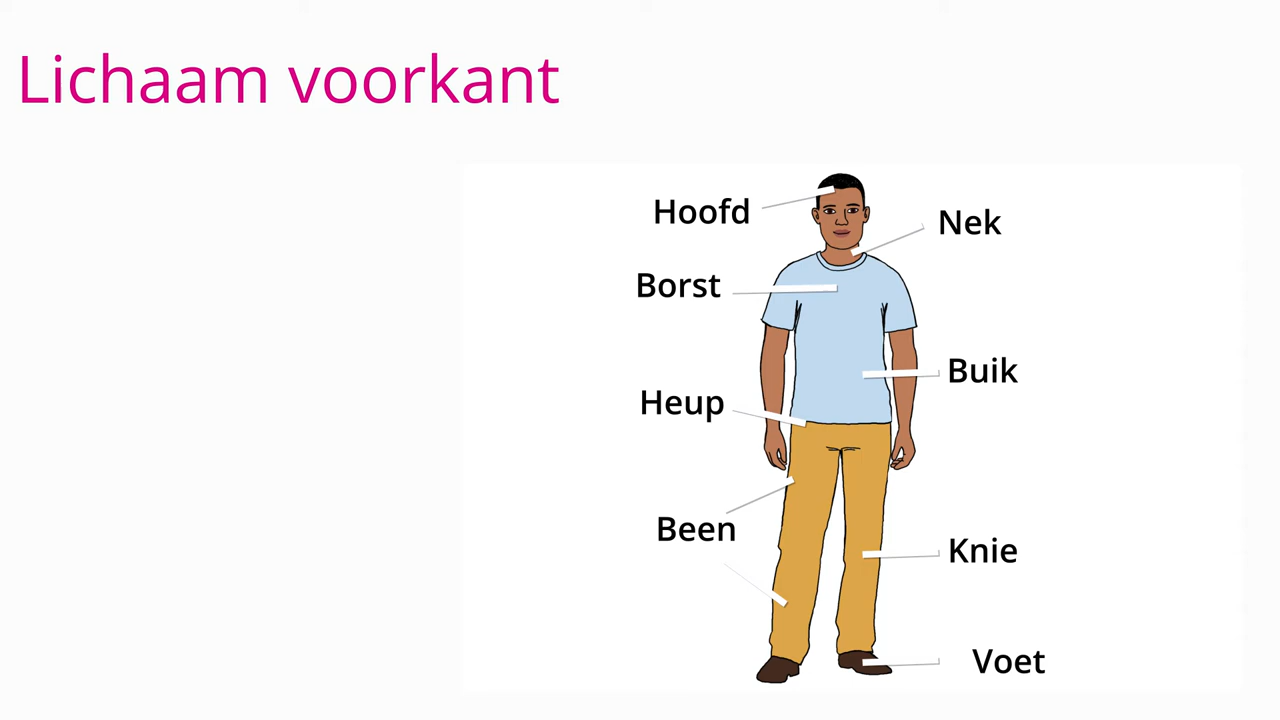 Lichaam voorkant
Hoofd
Nek
Borst
Buik
Heup
Been
Knie
Voet